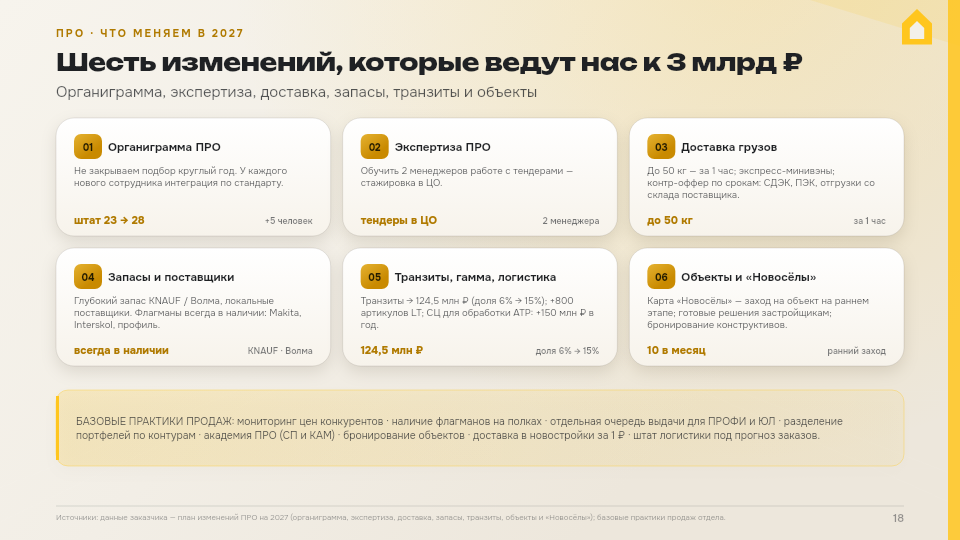 ПРО · ЧТО МЕНЯЕМ В 2027
Шесть изменений, которые ведут нас к 3 млрд ₽
Органиграмма, экспертиза, доставка, запасы, транзиты и объекты
01 Органиграмма ПРО
Не закрываем подбор круглый год. У каждого
нового сотрудника интеграция по стандарту.
штат 23 → 28 +5 человек
02 Экспертиза ПРО
Обучить 2 менеджеров работе с тендерами —
стажировка в ЦО.
тендеры в ЦО 2 менеджера
03 Доставка грузов
До 50 кг — за 1 час; экспресс-минивэны;
контр-оффер по срокам: СДЭК, ПЭК, отгрузки со
склада поставщика.
до 50 кг за 1 час
04 Запасы и поставщики
Глубокий запас KNAUF / Волма, локальные
поставщики. Флагманы всегда в наличии: Makita,
Interskol, профиль.
всегда в наличии KNAUF · Волма
05 Транзиты, гамма, логистика
Транзиты → 124,5 млн ₽ (доля 6% → 15%); +800
артикулов LT; СЦ для обработки АТР: +150 млн ₽ в
год.
124,5 млн ₽ доля 6% → 15%
06 Объекты и «Новосёлы»
Карта «Новосёлы» — заход на объект на раннем
этапе; готовые решения застройщикам;
бронирование конструктивов.
10 в месяц ранний заход
БАЗОВЫЕ ПРАКТИКИ ПРОДАЖ: мониторинг цен конкурентов · наличие флагманов на полках · отдельная очередь выдачи для ПРОФИ и ЮЛ · разделение
портфелей по контурам · академия ПРО (СП и КАМ) · бронирование объектов · доставка в новостройки за 1 ₽ · штат логистики под прогноз заказов.
Источники: данные заказчика — план изменений ПРО на 2027 (органиграмма, экспертиза, доставка, запасы, транзиты, объекты и «Новосёлы»); базовые практики продаж отдела.
18